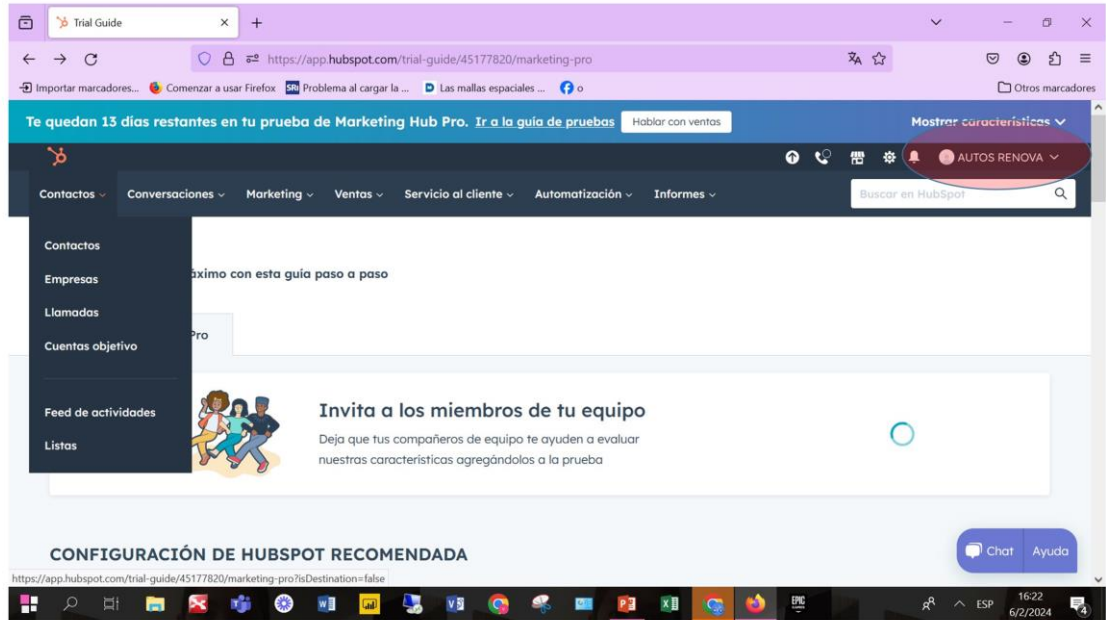 Trial Guide
https://app.hubspot.com/trial-guide/45177820/marketing-pro
Importar marcadores... Comenzar a usar Firefox SRI Problema al cargar la ... Las mallas espaciales ... o Otros marcadores
Te quedan 13 días restantes en tu prueba de Marketing Hub Pro. Ir a la guía de pruebas Hablar con ventas Mostrar características
AUTOS RENOVA
Contactos Conversaciones Marketing Ventas Servicio al cliente Automatización Informes Buscar en HubSpot
Contactos
áximo con esta guía paso a paso
Empresas
Llamadas
Pro
Cuentas objetivo
Feed de actividades
Listas
Invita a los miembros de tu equipo
Deja que tus compañeros de equipo te ayuden a evaluar
nuestras características agregándolos a la prueba
CONFIGURACIÓN DE HUBSPOT RECOMENDADA
Chat Ayuda
https://app.hubspot.com/trial-guide/45177820/marketing-pro?isDestination=false
EPIC
GAMES
ESP 16:22
6/2/2024
4